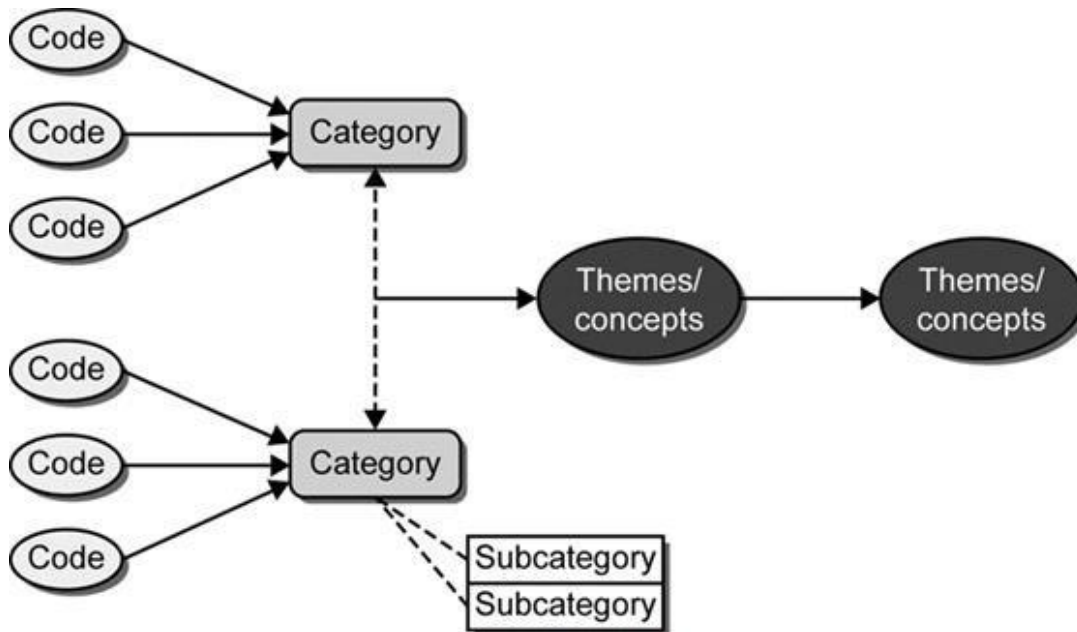 Code
Code
Code
Category
Themes/
concepts
Themes/
concepts
Code
Code
Code
Category
Subcategory
Subcategory